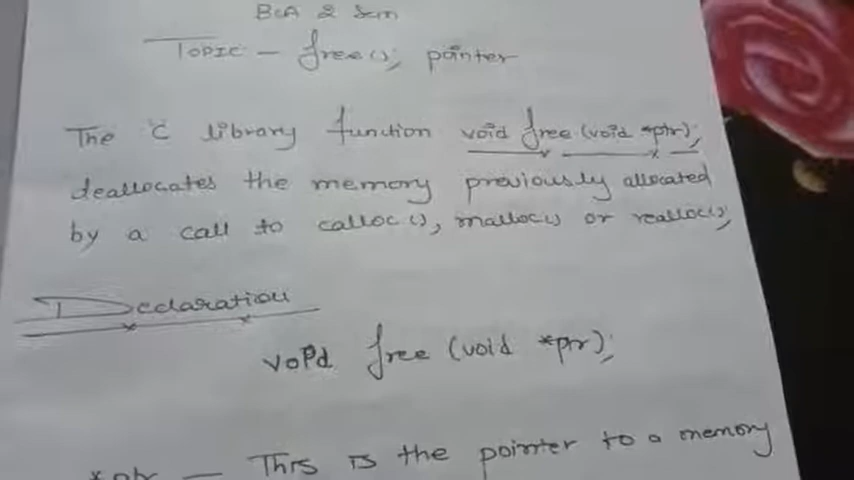 BCA 2 Sem
Topic - free(); pointer
The C library function void free (void *ptr);
deallocates the memory previously allocated
by a call to calloc(), malloc() or realloc();
Declaration
void free (void *ptr);
*ptr — This is the pointer to a memory